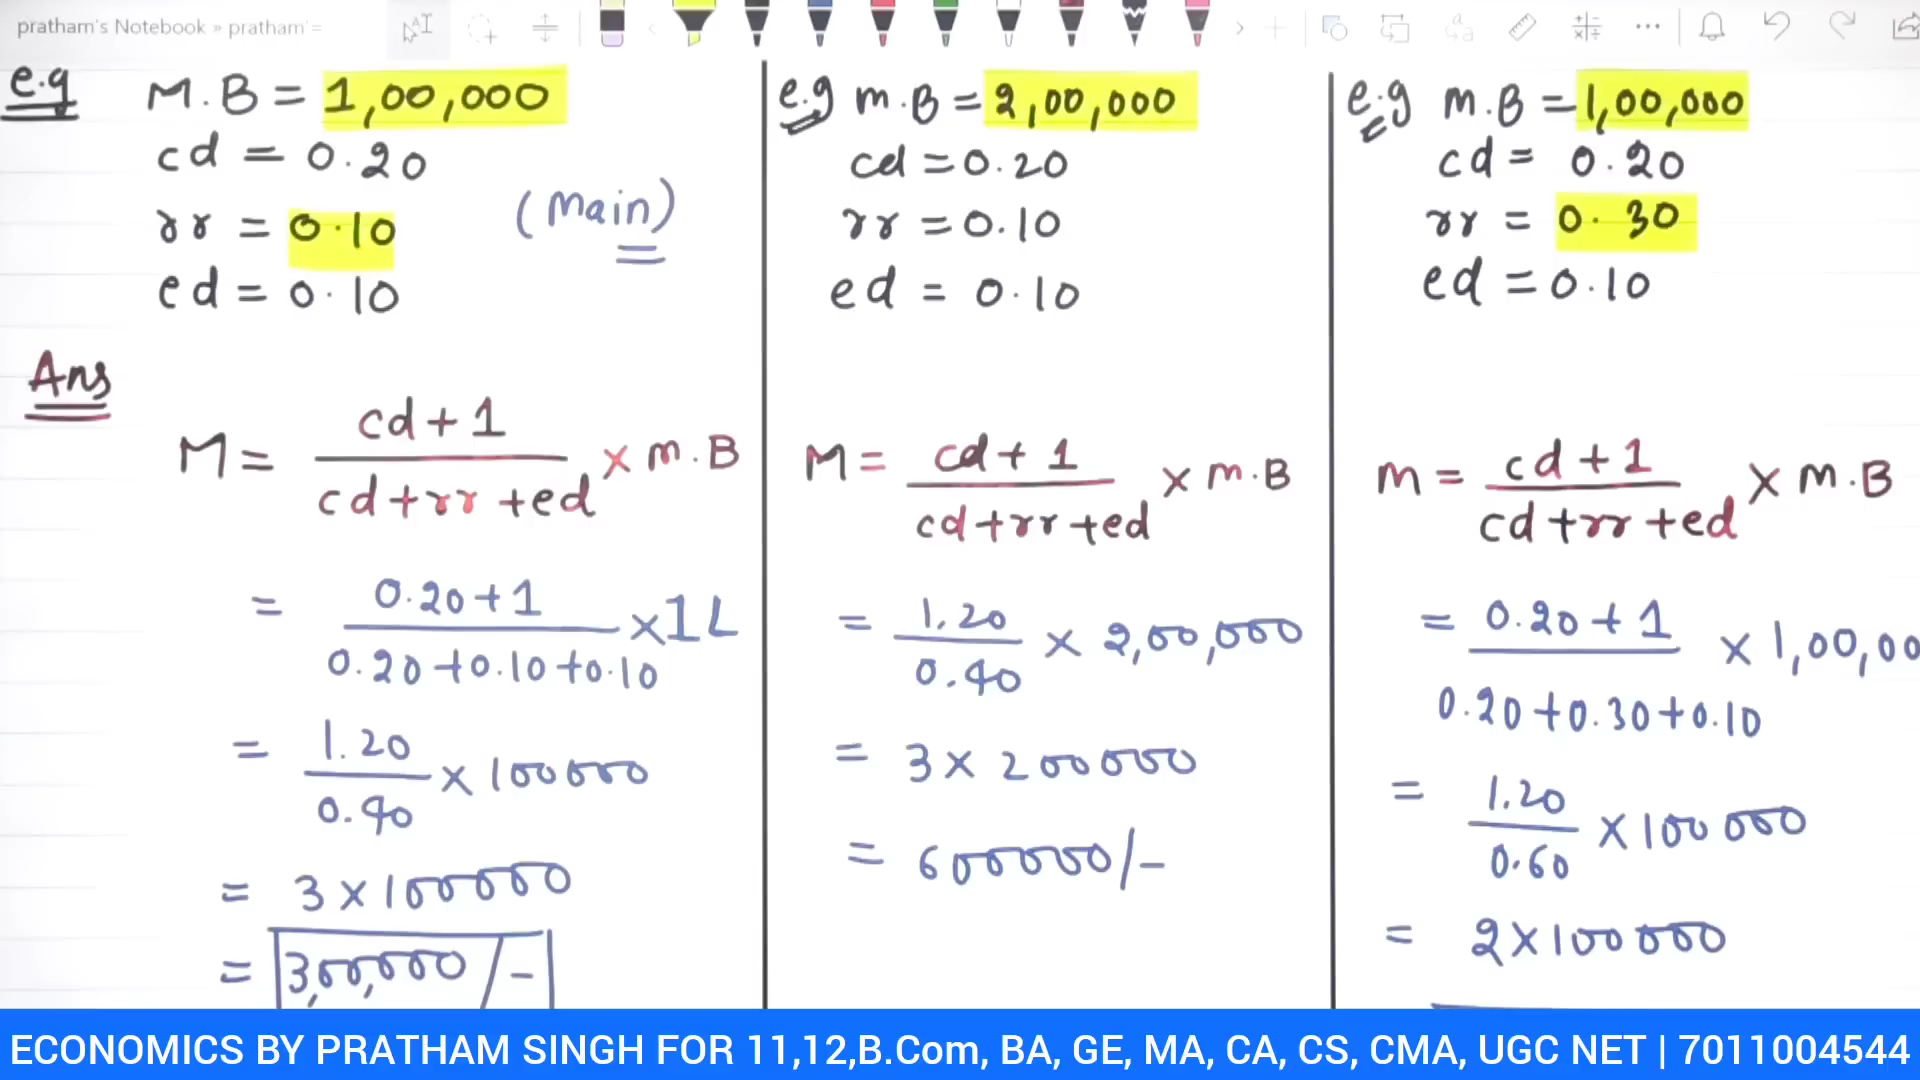 pratham's Notebook » pratham'=
e.g M.B = 1,00,000
cd = 0.20
rr = 0.10
(Main)
ed = 0.10
Ans
M = cd+1 / cd+rr+ed × m.B
= 0.20+1 / 0.20+0.10+0.10 ×1L
= 1.20 / 0.40 × 100000
= 3×100000
= 3,00,000/-
e.g m.B = 2,00,000
cd = 0.20
rr = 0.10
ed = 0.10
M = cd+1 / cd+rr+ed × m.B
= 1.20 / 0.40 × 2,00,000
= 3× 200000
= 600000/-
e.g m.B = 1,00,000
cd = 0.20
rr = 0.30
ed = 0.10
m = cd+1 / cd+rr+ed × m.B
= 0.20+1 / 0.20+0.30+0.10 × 1,00,00
= 1.20 / 0.60 ×100000
= 2×100000
ECONOMICS BY PRATHAM SINGH FOR 11,12,B.Com, BA, GE, MA, CA, CS, CMA, UGC NET | 7011004544